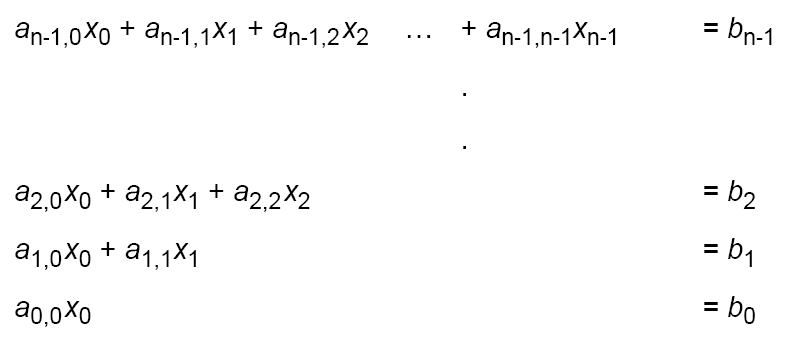 aₙ₋₁,₀x₀ + aₙ₋₁,₁x₁ + aₙ₋₁,₂x₂ … + aₙ₋₁,ₙ₋₁xₙ₋₁ = bₙ₋₁
.
.
a₂,₀x₀ + a₂,₁x₁ + a₂,₂x₂ = b₂
a₁,₀x₀ + a₁,₁x₁ = b₁
a₀,₀x₀ = b₀